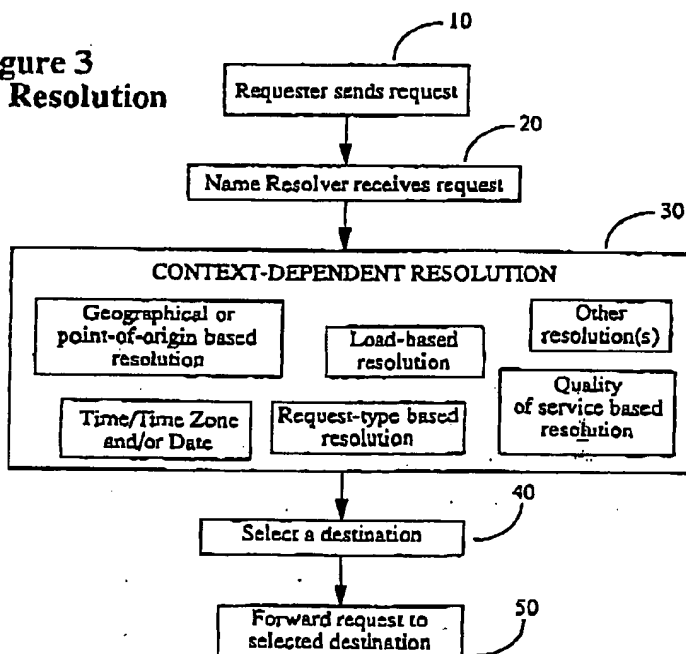 gure 3
Resolution
10
Requester sends request
20
Name Resolver receives request
30
CONTEXT-DEPENDENT RESOLUTION
Geographical or
point-of-origin based
resolution
Load-based
resolution
Other
resolution(s)
Time/Time Zone
and/or Date
Request-type based
resolution
Quality
of service based
resolution
40
Select a destination
50
Forward request to
selected destination